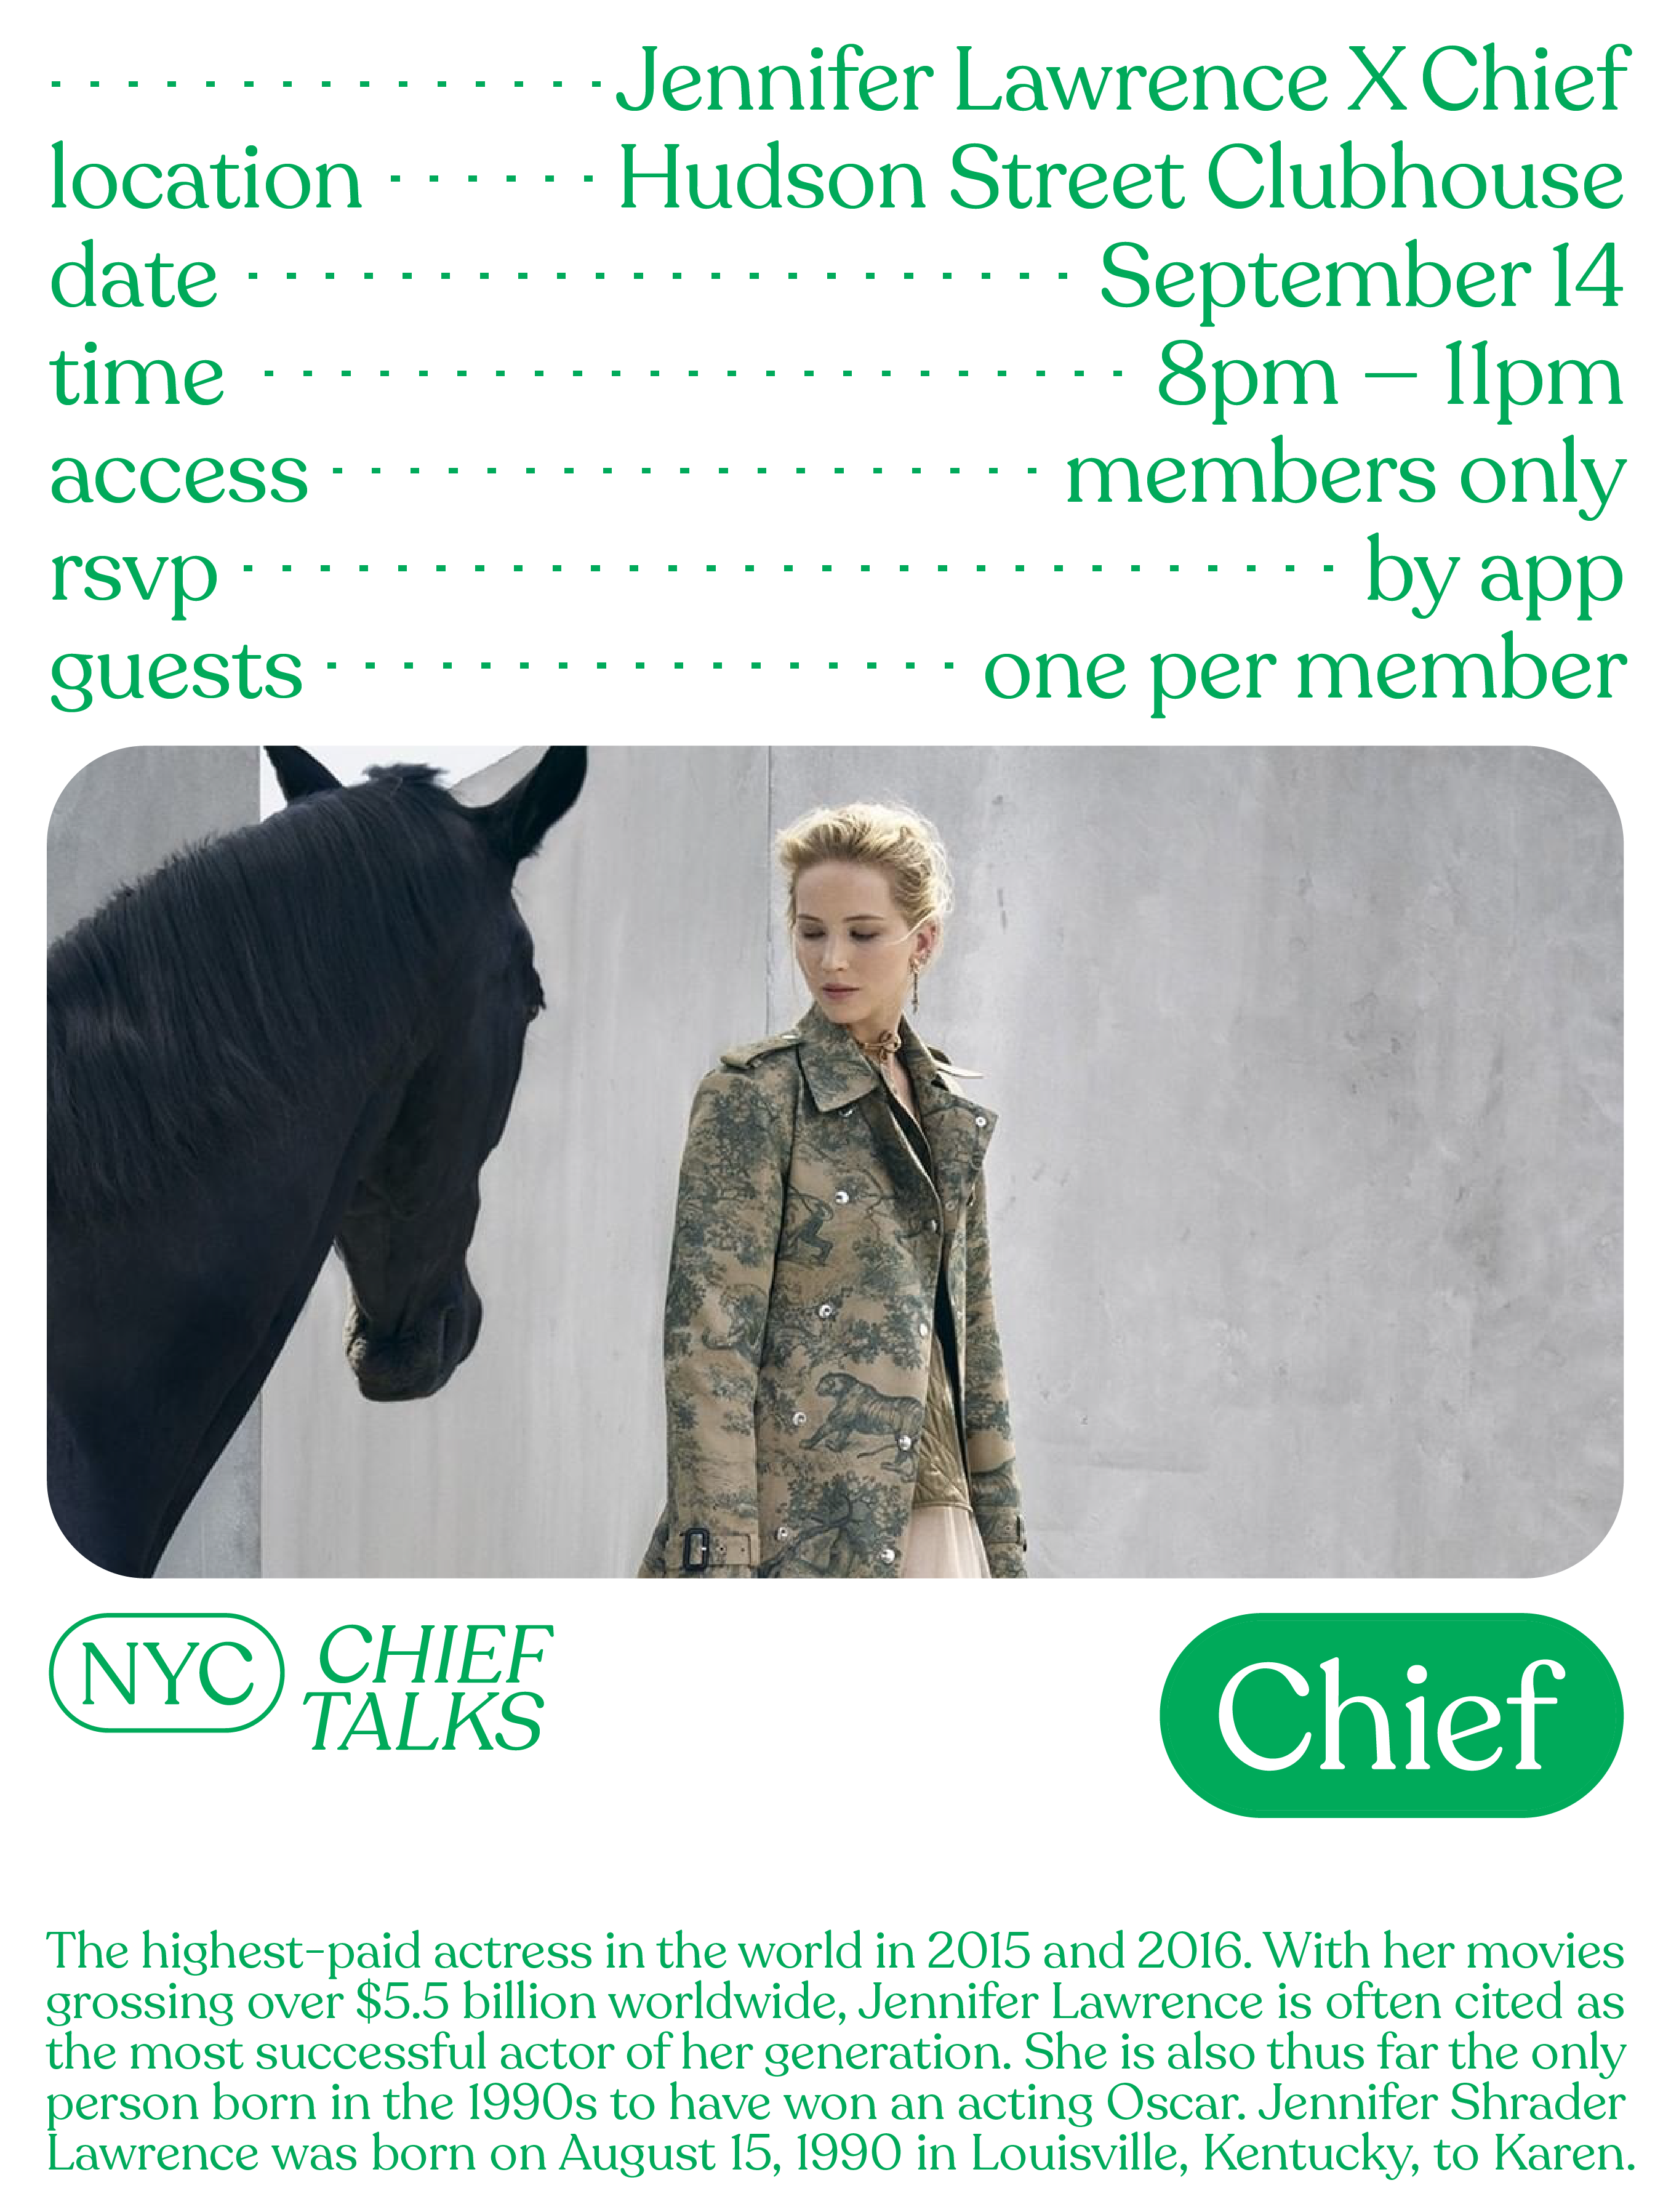 Jennifer Lawrence X Chief
location ······ Hudson Street Clubhouse
date ······················ September 14
time ······················· 8pm — 11pm
access ··················· members only
rsvp ····························· by app
guests ················· one per member
NYC
CHIEF
TALKS
Chief
The highest-paid actress in the world in 2015 and 2016. With her movies
grossing over $5.5 billion worldwide, Jennifer Lawrence is often cited as
the most successful actor of her generation. She is also thus far the only
person born in the 1990s to have won an acting Oscar. Jennifer Shrader
Lawrence was born on August 15, 1990 in Louisville, Kentucky, to Karen.